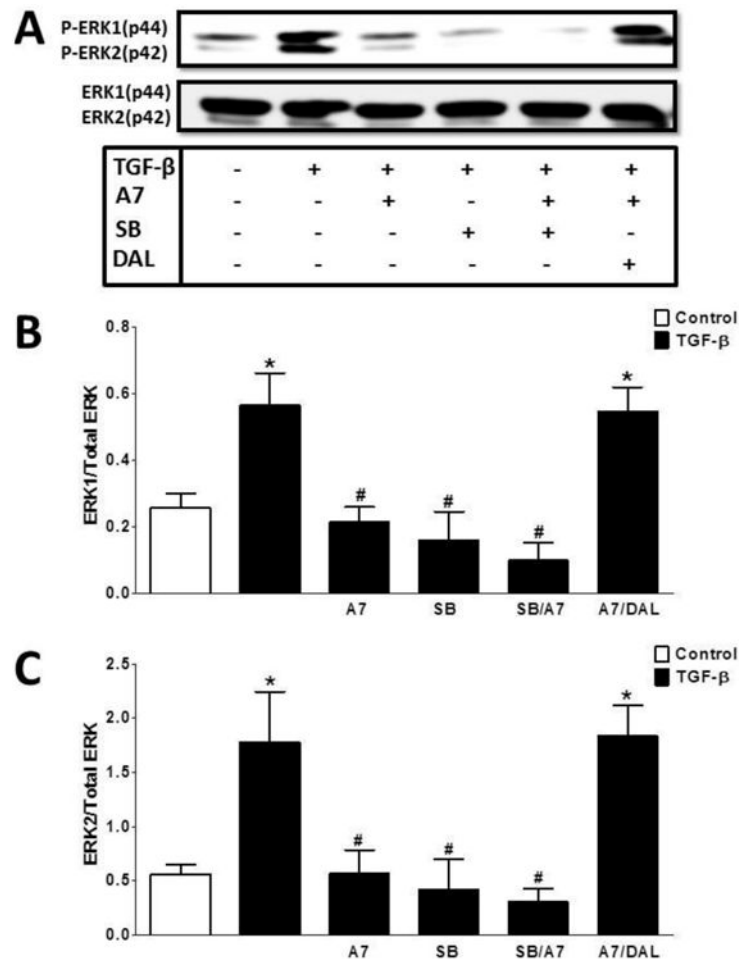 A
P-ERK1(p44)
P-ERK2(p42)
ERK1(p44)
ERK2(p42)
TGF-β - + + + + +
A7 - - + - + +
SB - - - + + -
DAL - - - - - +
B
Control
TGF-β
ERK1/Total ERK
0.8
0.6
0.4
0.2
0.0
* # # # *
A7 SB SB/A7 A7/DAL
C
Control
TGF-β
ERK2/Total ERK
2.5
2.0
1.5
1.0
0.5
0.0
* # # # *
A7 SB SB/A7 A7/DAL